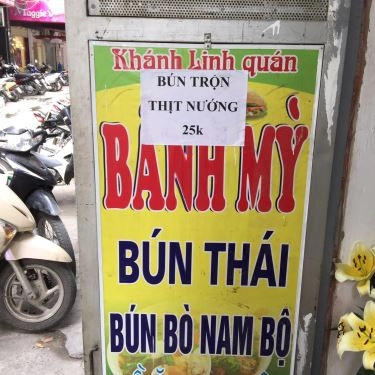 Khánh Linh quán
BÚN TRỘN
THỊT NƯỚNG
25k
BÁNH MỲ
BÚN THÁI
BÚN BÒ NAM BỘ